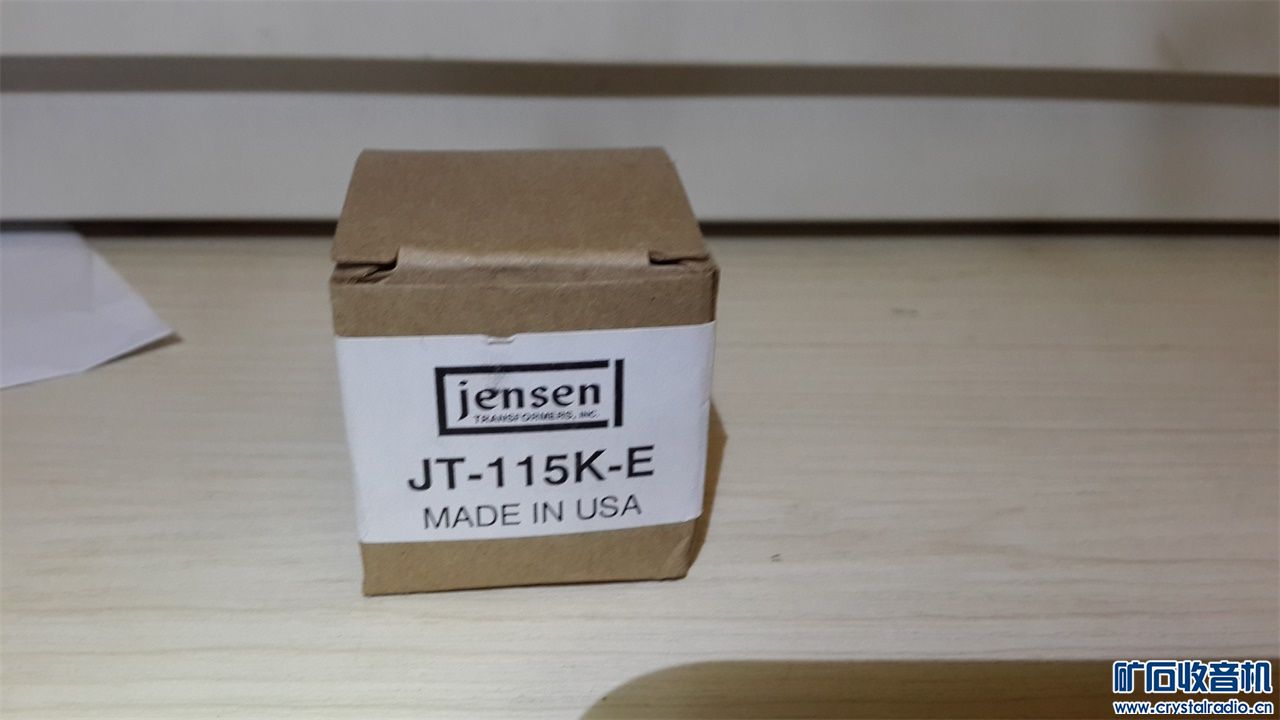 jensen
TRANSFORMERS, INC.
JT-115K-E
MADE IN USA
矿石收音机
www.crystalradio.cn